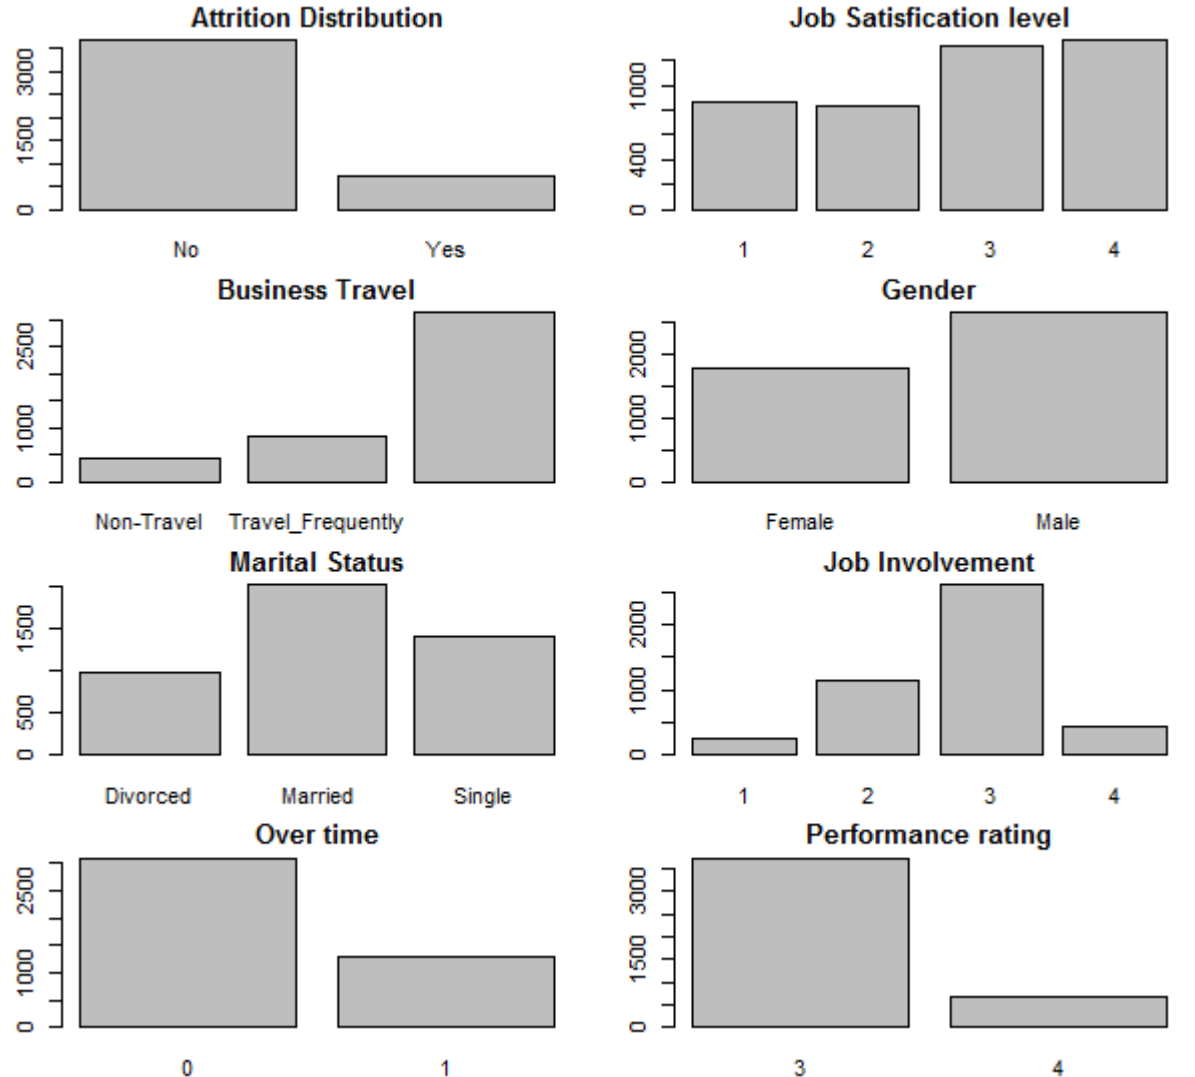 Attrition Distribution
3000
1500
0
No Yes
Job Satisfication level
1000
400
0
1 2 3 4
Business Travel
2500
1000
0
Non-Travel Travel_Frequently
Gender
2000
1000
0
Female Male
Marital Status
1500
500
0
Divorced Married Single
Job Involvement
2000
1000
0
1 2 3 4
Over time
2500
1000
0
0 1
Performance rating
3000
1500
0
3 4